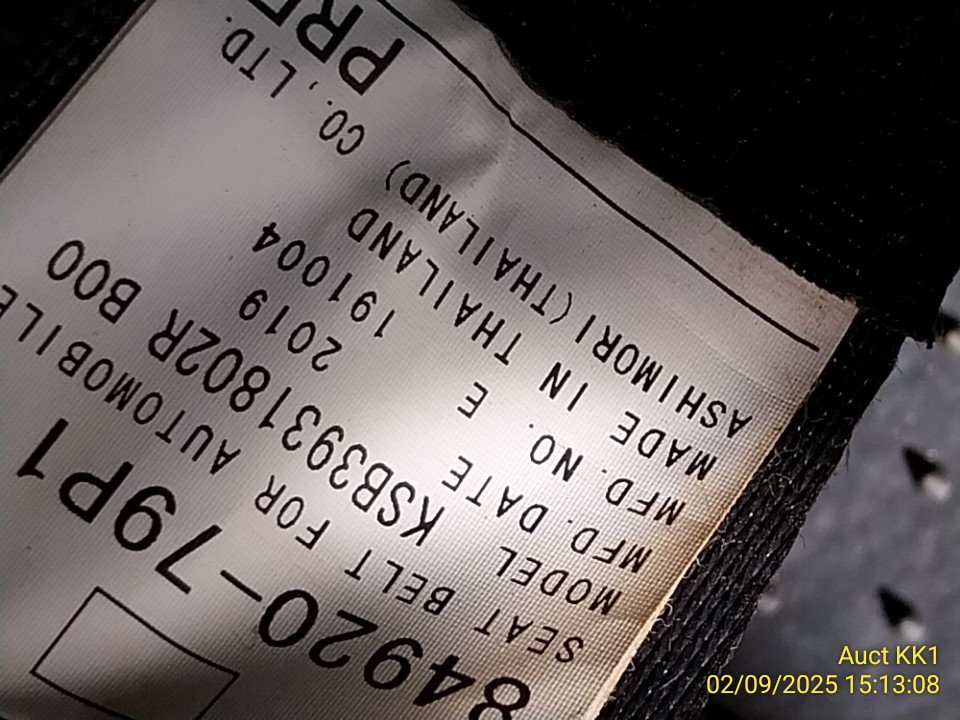 84920-79P1
SEAT BELT FOR AUTOMOBILE
MODEL KSB3931802R B00
MFD. DATE E 2019
MFD. NO. E 191004
MADE IN THAILAND
ASHIMORI (THAILAND) CO., LTD.
Auct KK1
02/09/2025 15:13:08